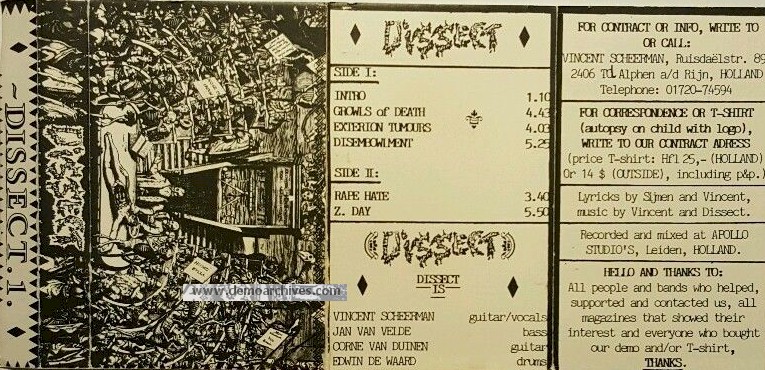 ~ DISSECT.1. ~
DISSECT
www.demoarchives.com
DISSECT
SIDE I:
INTRO 1.10
GROWLS of DEATH 4.43
EXTERION TUMOURS 4.03
DISEMBOWLMENT 5.25
SIDE II:
RAPE HATE 3.40
Z. DAY 5.50
DISSECT
DISSECT
IS
VINCENT SCHEERMAN guitar/vocals
JAN VAN VELDE bass
CORNE VAN DUINEN guitar
EDWIN DE WAARD drums
FOR CONTRACT OR INFO, WRITE TO
OR CALL:
VINCENT SCHEERMAN, Ruisdaëlstr. 89
2406 Td Alphen a/d Rijn, HOLLAND
Telephone: 01720-74594
FOR CORRESPONDENCE OR T-SHIRT
(autopsy on child with logo),
WRITE TO OUR CONTRACT ADRESS
(price T-shirt: Hfl 25,- (HOLLAND)
Or 14 $ (OUTSIDE), including p&p.)
Lyricks by Sijmen and Vincent,
music by Vincent and Dissect.
Recorded and mixed at APOLLO
STUDIO'S, Leiden, HOLLAND.
HELLO AND THANKS TO:
All people and bands who helped,
supported and contacted us, all
magazines that showed their
interest and everyone who bought
our demo and/or T-shirt,
THANKS.